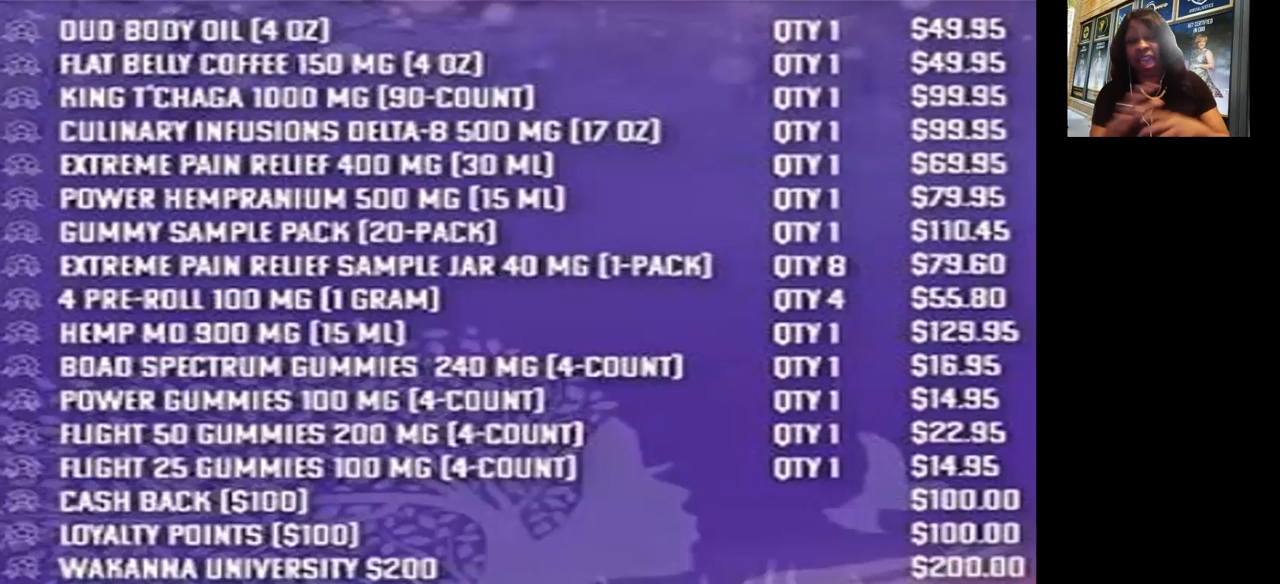 DUO BODY OIL [4 OZ] QTY 1 $49.95
FLAT BELLY COFFEE 150 MG [4 OZ] QTY 1 $49.95
KING T'CHAGA 1000 MG [90-COUNT] QTY 1 $99.95
CULINARY INFUSIONS DELTA-8 500 MG [17 OZ] QTY 1 $99.95
EXTREME PAIN RELIEF 400 MG [30 ML] QTY 1 $69.95
POWER HEMPRANIUM 500 MG [15 ML] QTY 1 $79.95
GUMMY SAMPLE PACK [20-PACK] QTY 1 $110.45
EXTREME PAIN RELIEF SAMPLE JAR 40 MG [1-PACK] QTY 8 $79.60
4 PRE-ROLL 100 MG [1 GRAM] QTY 4 $55.80
HEMP MD 900 MG [15 ML] QTY 1 $129.95
BOAD SPECTRUM GUMMIES 240 MG [4-COUNT] QTY 1 $16.95
POWER GUMMIES 100 MG [4-COUNT] QTY 1 $14.95
FLIGHT 50 GUMMIES 200 MG [4-COUNT] QTY 1 $22.95
FLIGHT 25 GUMMIES 100 MG [4-COUNT] QTY 1 $14.95
CASH BACK [$100] $100.00
LOYALTY POINTS [$100] $100.00
WAKANNA UNIVERSITY $200 $200.00
GET CERTIFIED
IN CBD